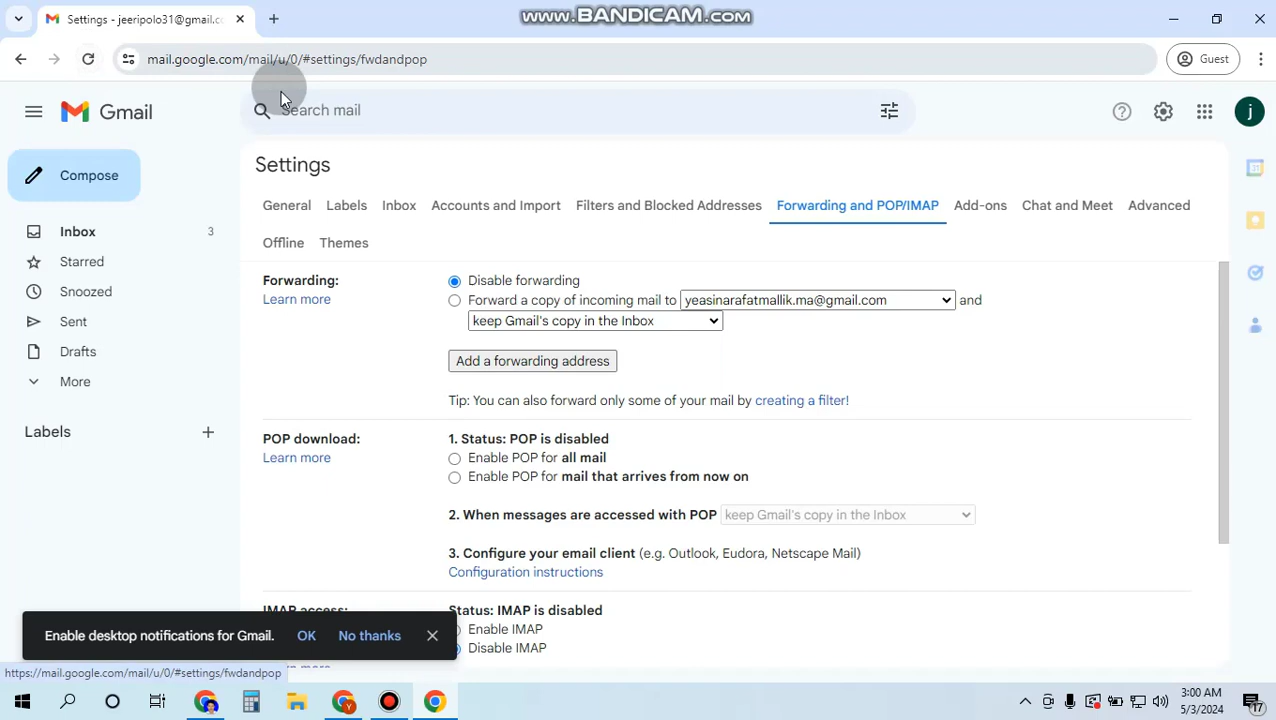 Settings - jeeripolo31@gmail.co
WWW.BANDICAM.COM
mail.google.com/mail/u/0/#settings/fwdandpop
Guest
Gmail
Search mail
j
Compose
Settings
General Labels Inbox Accounts and Import Filters and Blocked Addresses Forwarding and POP/IMAP Add-ons Chat and Meet Advanced
Offline Themes
Inbox 3
Starred
Snoozed
Sent
Drafts
More
Labels
Forwarding:
Learn more
Disable forwarding
Forward a copy of incoming mail to yeasinarafatmallik.ma@gmail.com and
keep Gmail's copy in the Inbox
Add a forwarding address
Tip: You can also forward only some of your mail by creating a filter!
POP download:
Learn more
1. Status: POP is disabled
Enable POP for all mail
Enable POP for mail that arrives from now on
2. When messages are accessed with POP keep Gmail's copy in the Inbox
3. Configure your email client (e.g. Outlook, Eudora, Netscape Mail)
Configuration instructions
IMAP access:
Status: IMAP is disabled
Enable IMAP
Disable IMAP
Learn more
Enable desktop notifications for Gmail. OK No thanks
https://mail.google.com/mail/u/0/#settings/fwdandpop
3:00 AM
5/3/2024
17